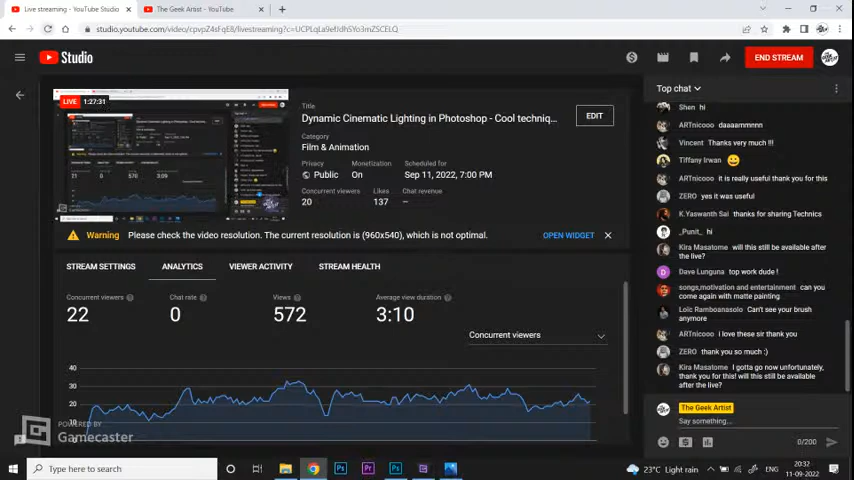 Live streaming - YouTube Studio
The Geek Artist - YouTube
studio.youtube.com/video/cpvpZ4sFqE8/livestreaming?c=UCPLqLa9efJdhSYo3mZSCELQ
Studio
END STREAM
LIVE 1:27:31
Title
Dynamic Cinematic Lighting in Photoshop - Cool techniq...
EDIT
Category
Film & Animation
Privacy Monetization Scheduled for
Public On Sep 11, 2022, 7:00 PM
Concurrent viewers Likes Chat revenue
20 137 –
Warning Please check the video resolution. The current resolution is (960x540), which is not optimal. OPEN WIDGET
STREAM SETTINGS ANALYTICS VIEWER ACTIVITY STREAM HEALTH
Concurrent viewers Chat rate Views Average view duration
22 0 572 3:10
Concurrent viewers
40
30
20
10
0
POWERED BY
Gamecaster
Top chat
Shen hi
ARTnicooo daaaammnnn
Vincent Thanks very much !!!
Tiffany Irwan
ARTnicooo it is really useful thank you for this
ZERO yes it was useful
K.Yaswanth Sai thanks for sharing Technics
_Punit_ hi
Kira Masatome will this still be available after
the live?
Dave Lunguna top work dude !
songs,motivation and entertainment can you
come again with matte painting
Loïc Ramboanasolo Can't see your brush
anymore
ARTnicooo i love these sir thank you
ZERO thank you so much :)
Kira Masatome I gotta go now unfortunately,
thank you for this! will this still be available
after the live?
The Geek Artist
Say something...
0/200
Type here to search
23°C Light rain
ENG
20:32
11-09-2022